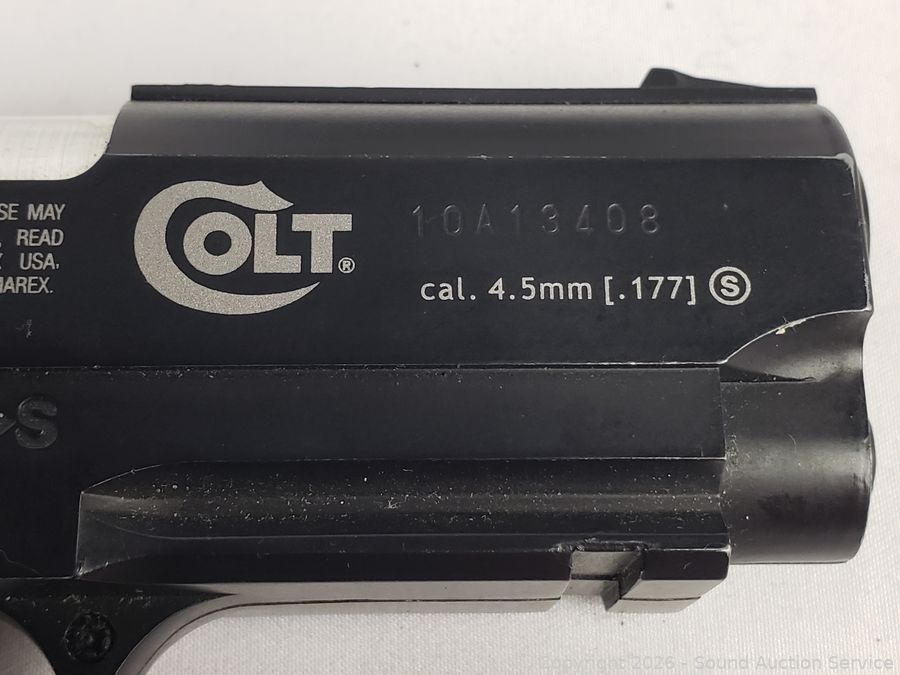 SE MAY
READ
USA,
MAREX.
COLT®
10A13408
cal. 4.5mm [.177] Ⓢ
S
Copyright 2026 - Sound Auction Service